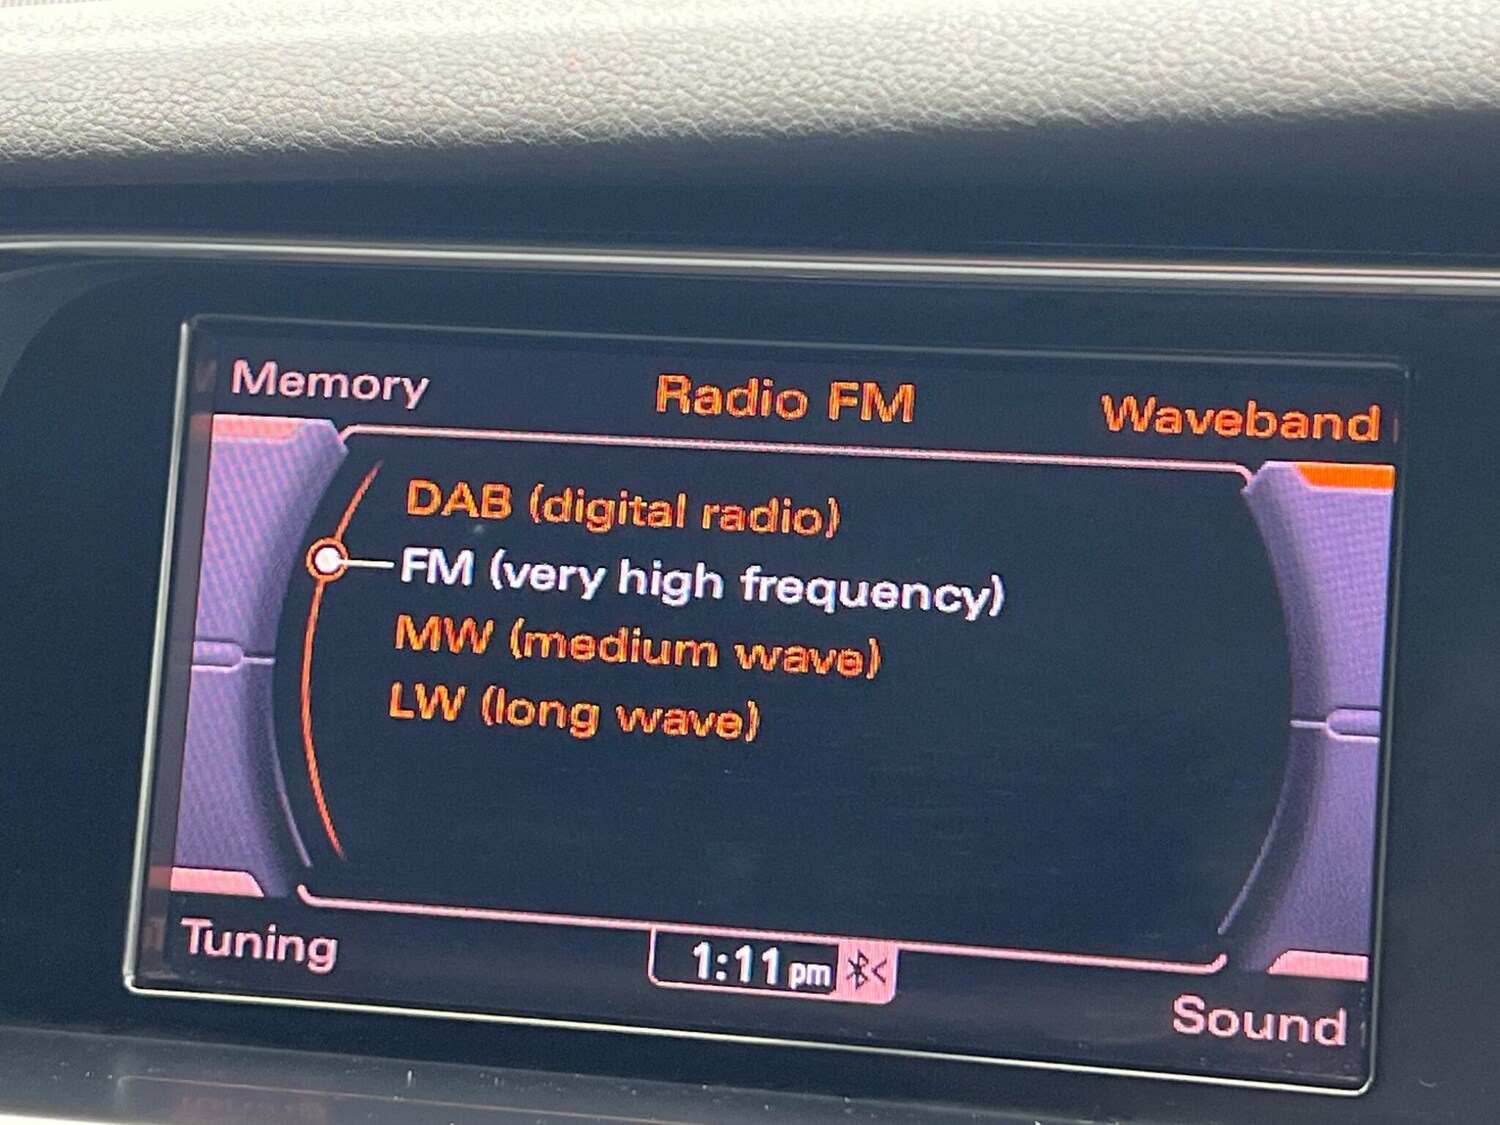 Memory
Radio FM
Waveband
DAB (digital radio)
FM (very high frequency)
MW (medium wave)
LW (long wave)
Tuning
1:11 pm
Sound